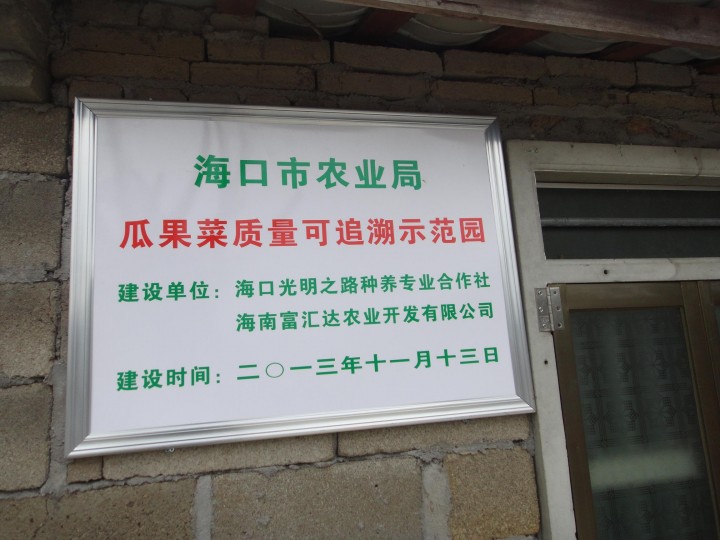 海口市农业局
瓜果菜质量可追溯示范园
建设单位：海口光明之路种养专业合作社
海南富汇达农业开发有限公司
建设时间：二〇一三年十一月十三日